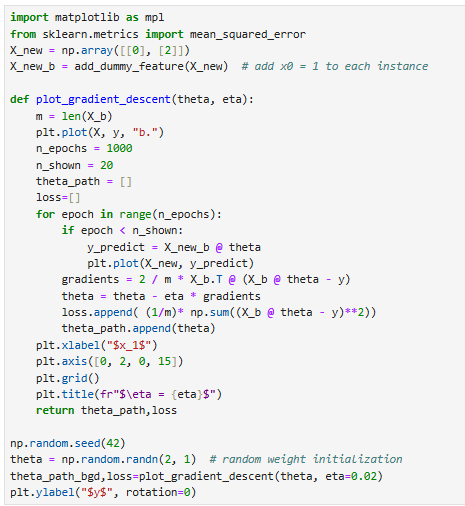 import matplotlib as mpl
from sklearn.metrics import mean_squared_error
X_new = np.array([[0], [2]])
X_new_b = add_dummy_feature(X_new)  # add x0 = 1 to each instance

def plot_gradient_descent(theta, eta):
    m = len(X_b)
    plt.plot(X, y, "b.")
    n_epochs = 1000
    n_shown = 20
    theta_path = []
    loss=[]
    for epoch in range(n_epochs):
        if epoch < n_shown:
            y_predict = X_new_b @ theta
            plt.plot(X_new, y_predict)
        gradients = 2 / m * X_b.T @ (X_b @ theta - y)
        theta = theta - eta * gradients
        loss.append( (1/m)* np.sum((X_b @ theta - y)**2))
        theta_path.append(theta)
    plt.xlabel("$x_1$")
    plt.axis([0, 2, 0, 15])
    plt.grid()
    plt.title(fr"$\eta = {eta}$")
    return theta_path,loss

np.random.seed(42)
theta = np.random.randn(2, 1)  # random weight initialization
theta_path_bgd,loss=plot_gradient_descent(theta, eta=0.02)
plt.ylabel("$y$", rotation=0)